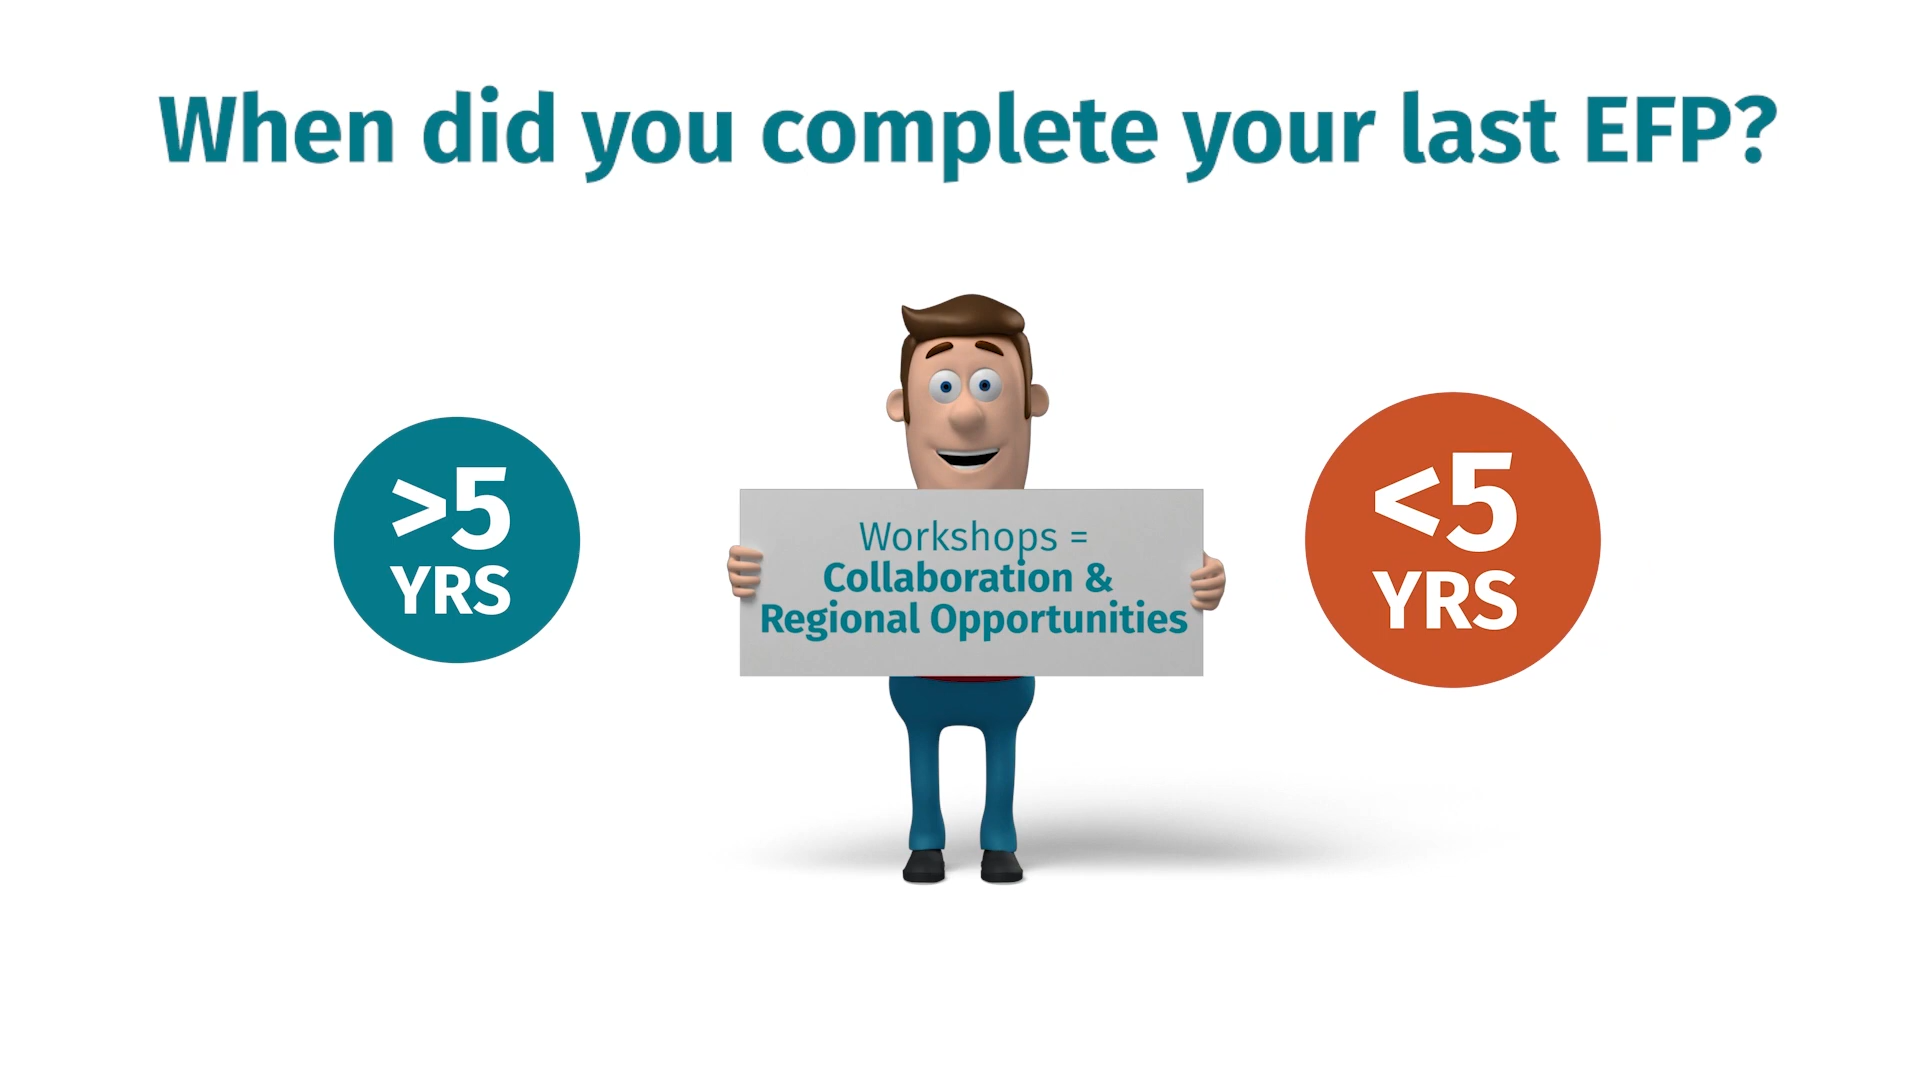 When did you complete your last EFP?
>5
YRS
Workshops =
Collaboration &
Regional Opportunities
<5
YRS